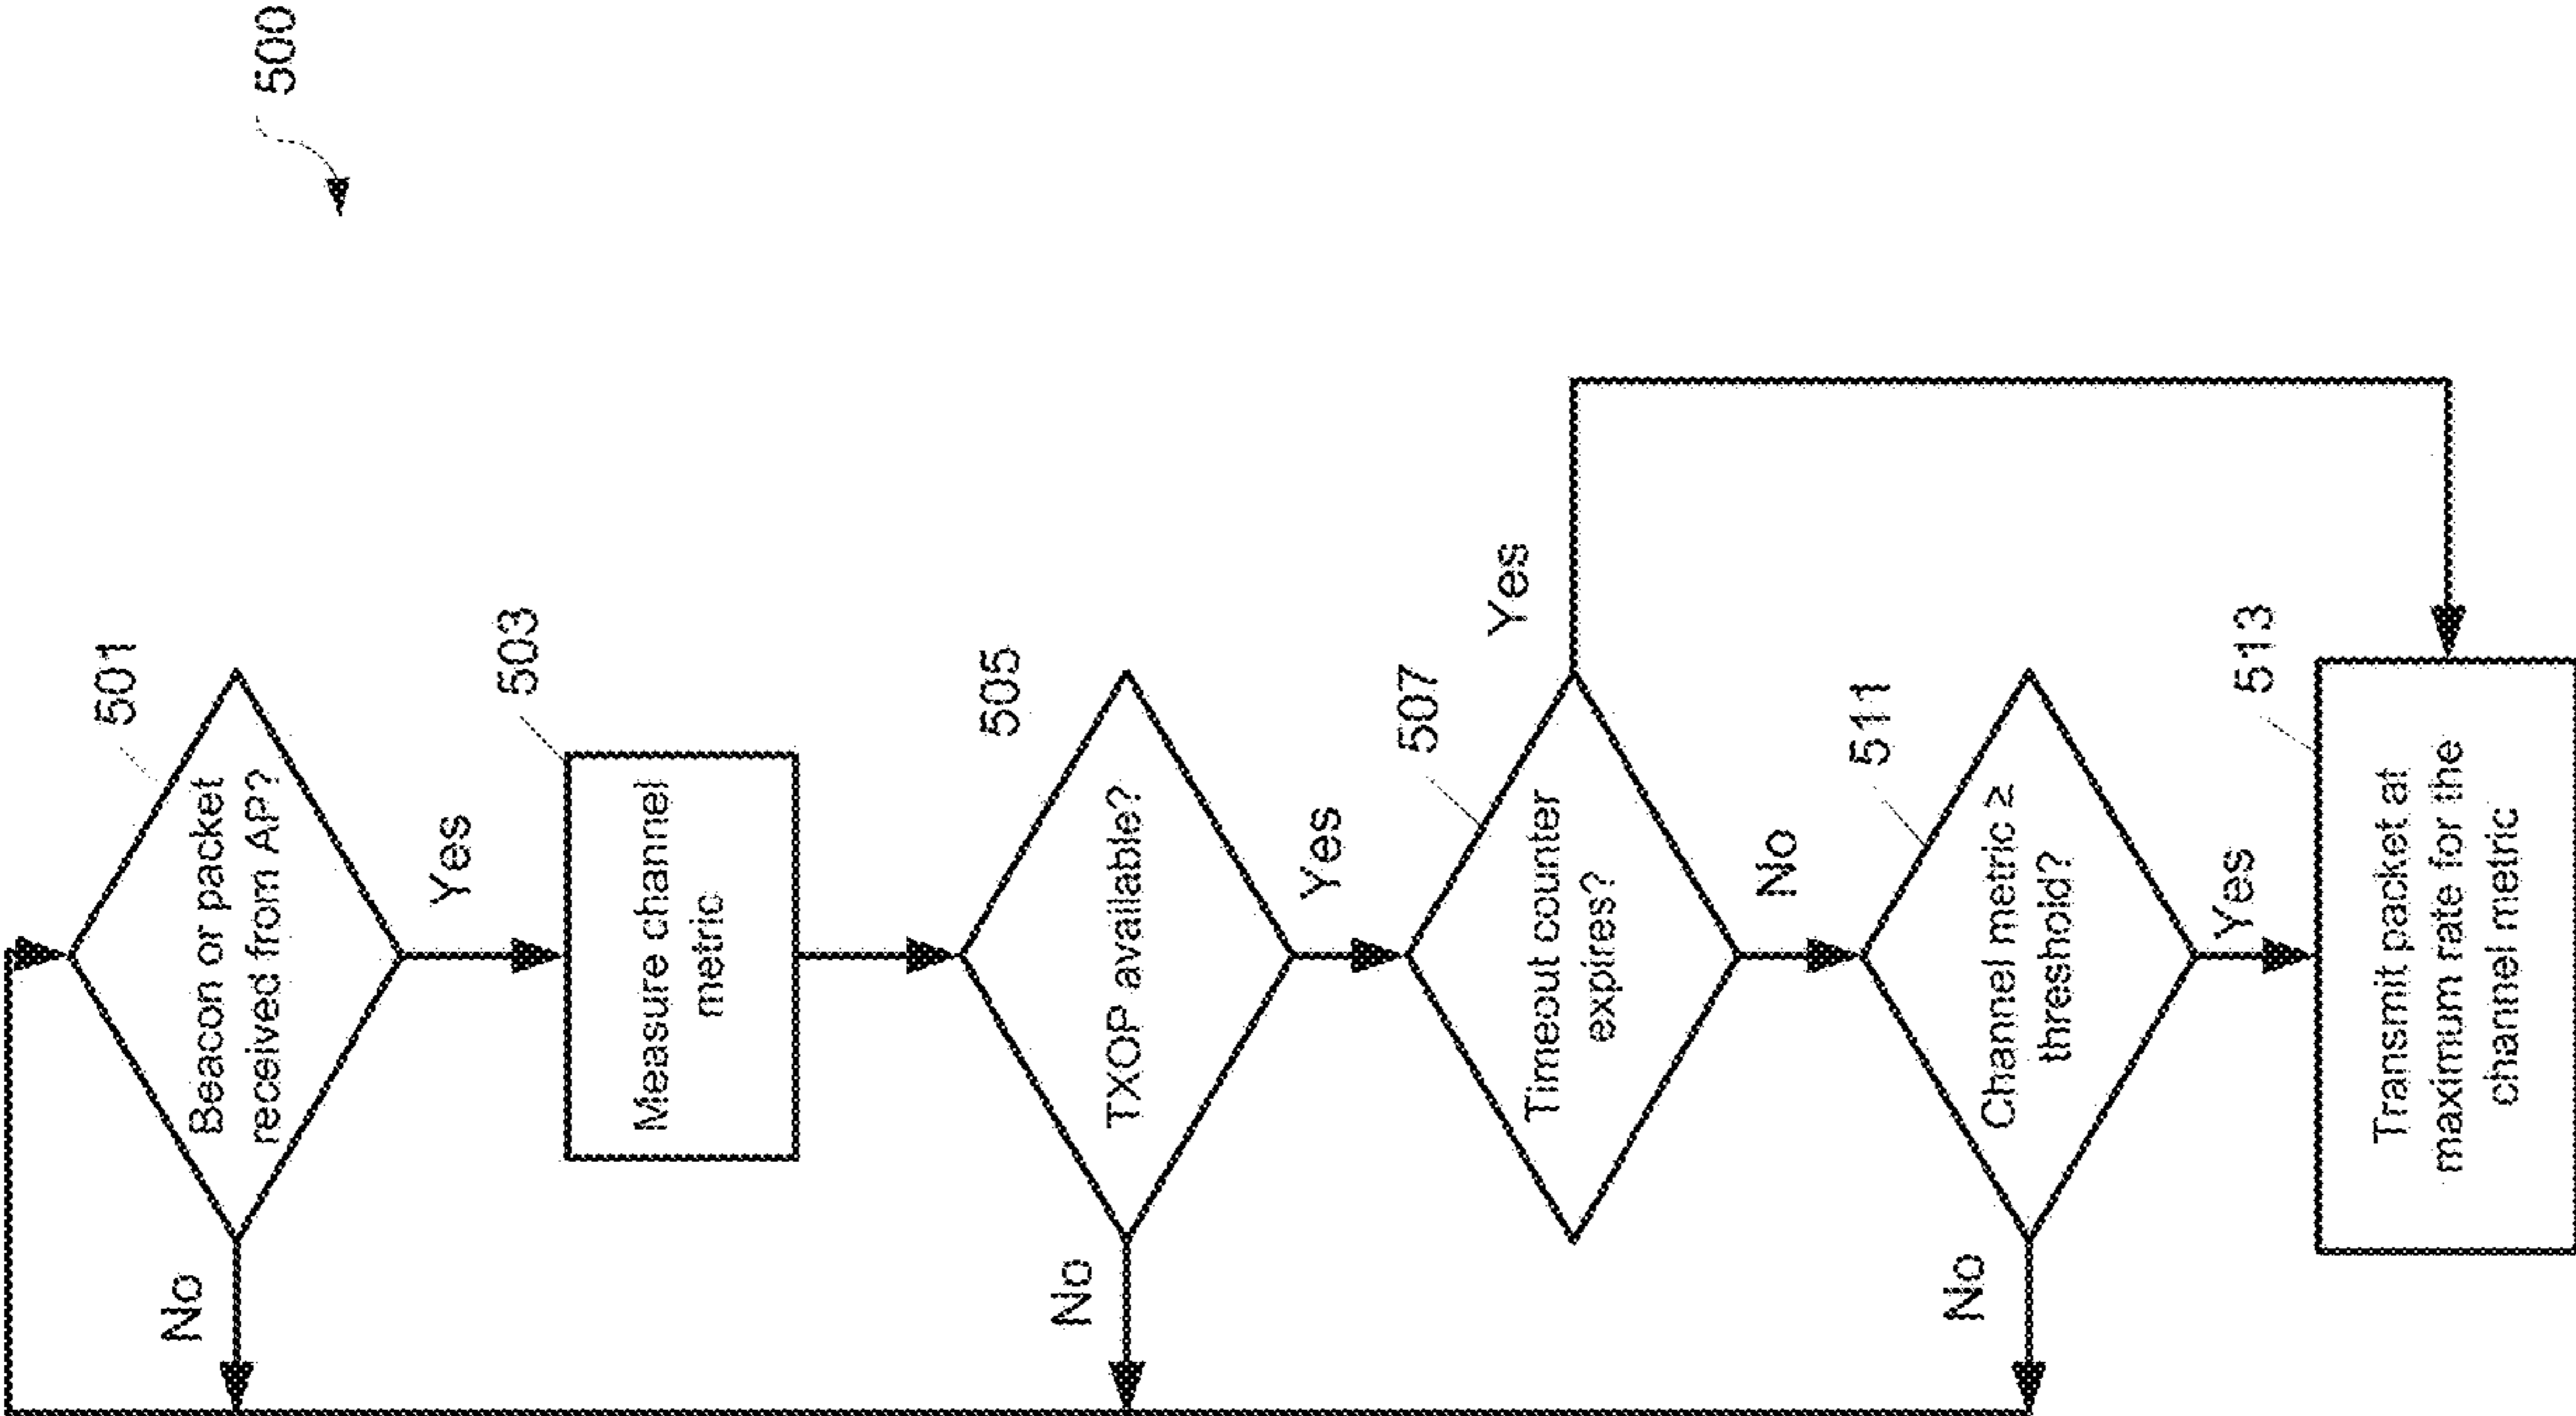 500
501
Beacon or packet
received from AP?
No
Yes
503
Measure channel
metric
505
TXOP available?
No
Yes
507
Timeout counter
expires?
Yes
No
511
Channel metric ≥
threshold?
No
Yes
513
Transmit packet at
maximum rate for the
channel metric